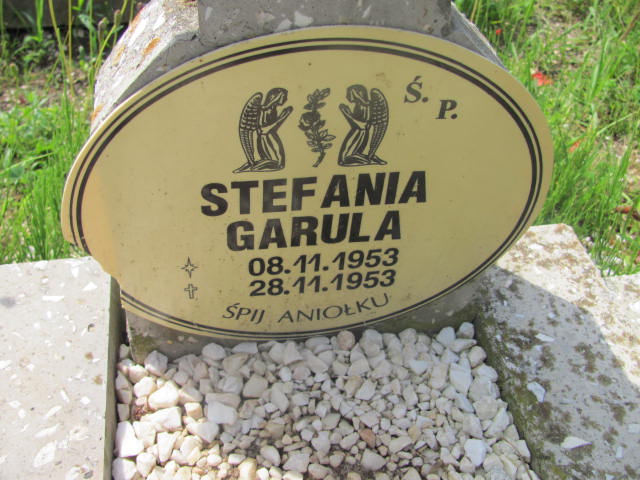 Ś. P.
STEFANIA
GARULA
08.11.1953
28.11.1953
ŚPIJ ANIOŁKU